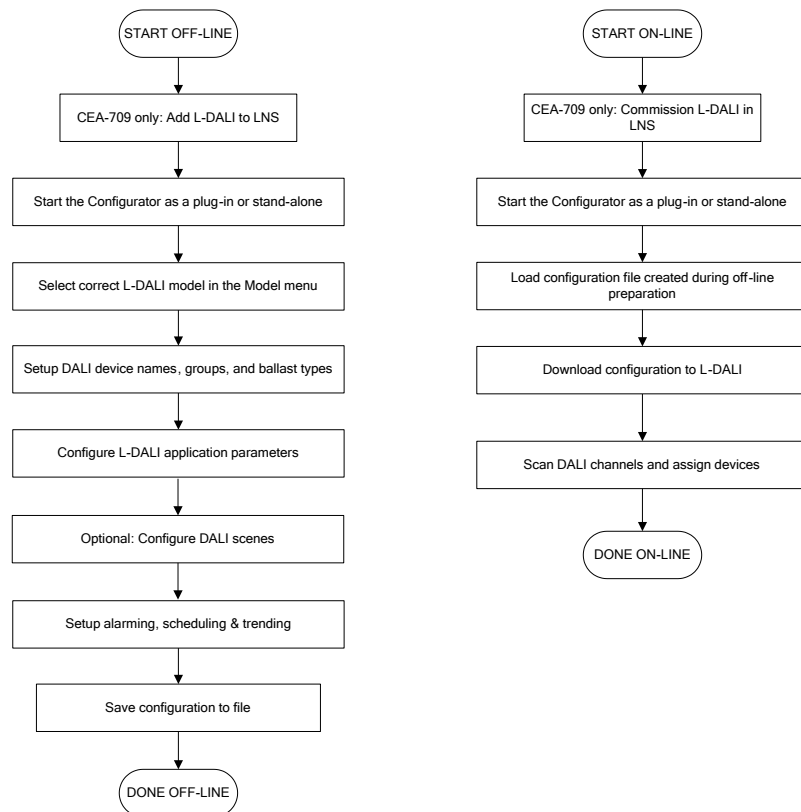 START OFF-LINE
CEA-709 only: Add L-DALI to LNS
Start the Configurator as a plug-in or stand-alone
Select correct L-DALI model in the Model menu
Setup DALI device names, groups, and ballast types
Configure L-DALI application parameters
Optional: Configure DALI scenes
Setup alarming, scheduling & trending
Save configuration to file
DONE OFF-LINE
START ON-LINE
CEA-709 only: Commission L-DALI in
LNS
Start the Configurator as a plug-in or stand-alone
Load configuration file created during off-line
preparation
Download configuration to L-DALI
Scan DALI channels and assign devices
DONE ON-LINE